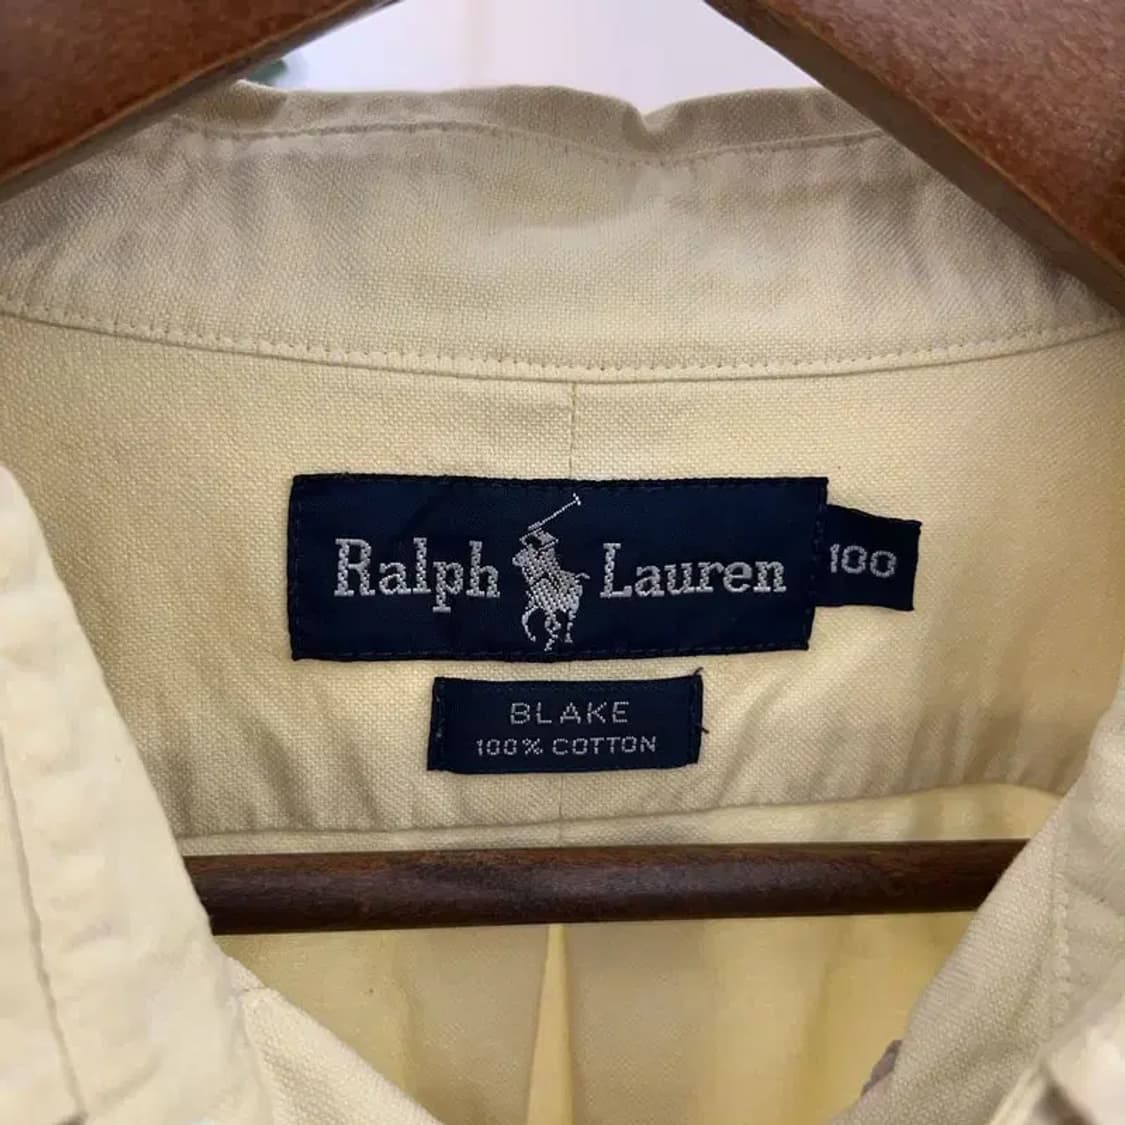 Ralph Lauren
100
BLAKE
100% COTTON